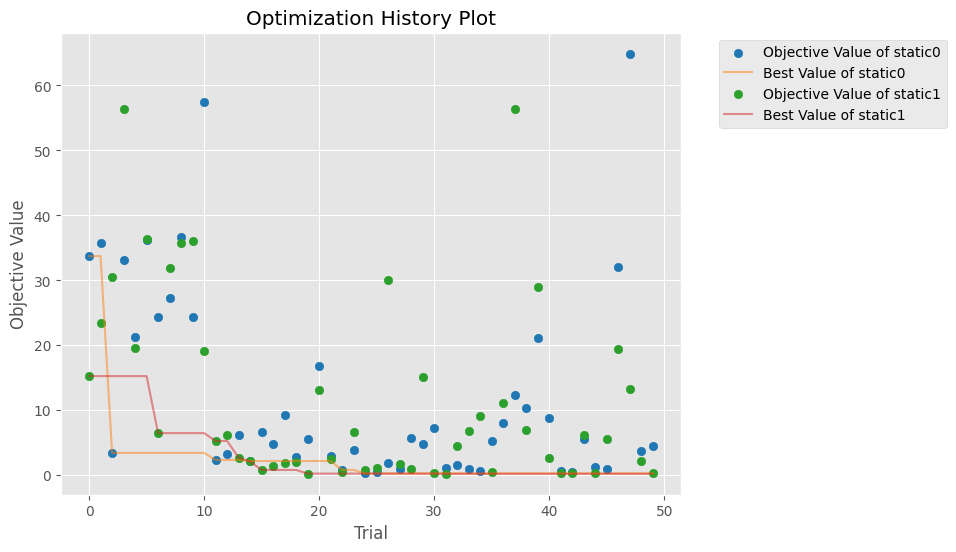 Optimization History Plot
Objective Value of static0
Best Value of static0
Objective Value of static1
Best Value of static1
Objective Value
60
50
40
30
20
10
0
0 10 20 30 40 50
Trial